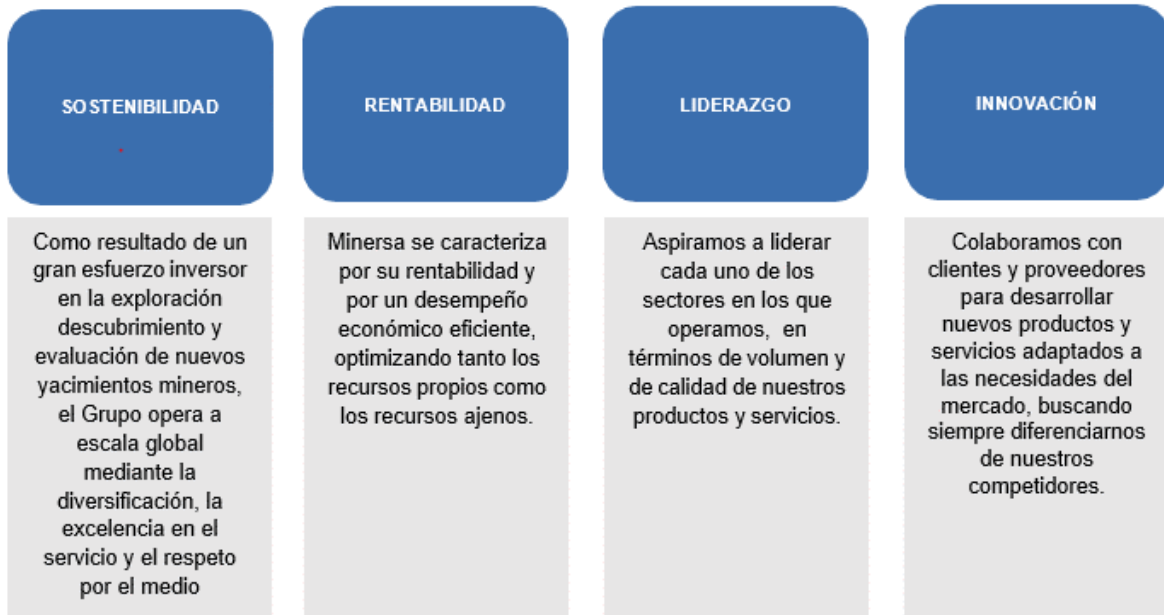 SOSTENIBILIDAD
Como resultado de un
gran esfuerzo inversor
en la exploración
descubrimiento y
evaluación de nuevos
yacimientos mineros,
el Grupo opera a
escala global
mediante la
diversificación, la
excelencia en el
servicio y el respeto
por el medio
RENTABILIDAD
Minersa se caracteriza
por su rentabilidad y
por un desempeño
económico eficiente,
optimizando tanto los
recursos propios como
los recursos ajenos.
LIDERAZGO
Aspiramos a liderar
cada uno de los
sectores en los que
operamos, en
términos de volumen y
de calidad de nuestros
productos y servicios.
INNOVACIÓN
Colaboramos con
clientes y proveedores
para desarrollar
nuevos productos y
servicios adaptados a
las necesidades del
mercado, buscando
siempre diferenciarnos
de nuestros
competidores.